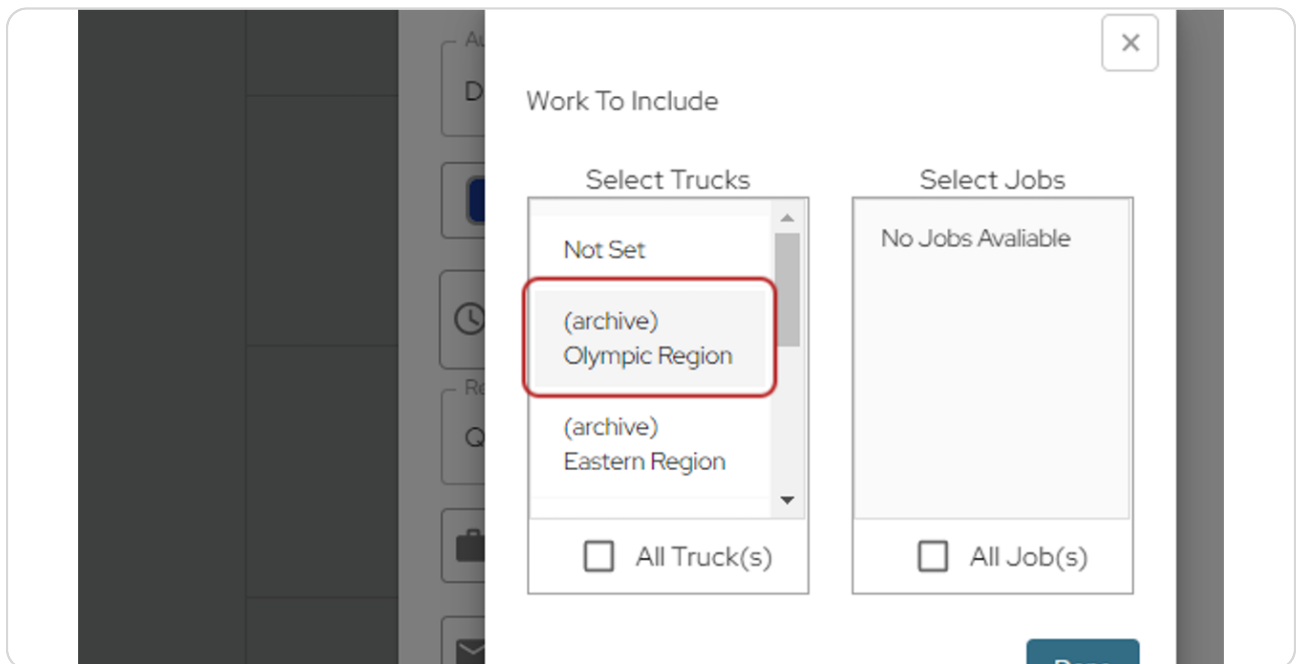 Work To Include
Select Trucks
Select Jobs
Not Set
(archive)
Olympic Region
(archive)
Eastern Region
No Jobs Avaliable
All Truck(s)
All Job(s)